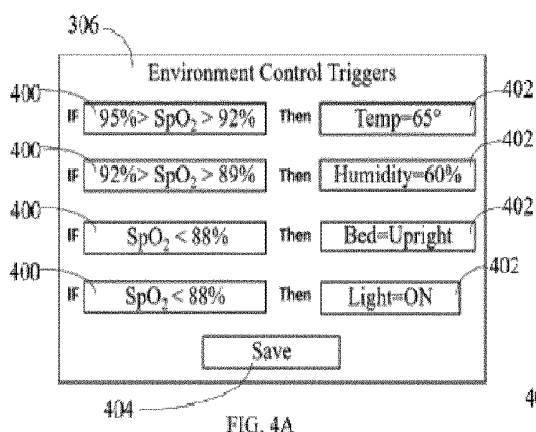 306
Environment Control Triggers
400 IF 95%> SpO₂ > 92% Then Temp=65° 402
400 IF 92%> SpO₂ > 89% Then Humidity=60% 402
400 IF SpO₂ < 88% Then Bed=Upright 402
400 IF SpO₂ < 88% Then Light=ON 402
Save
404
FIG. 4A